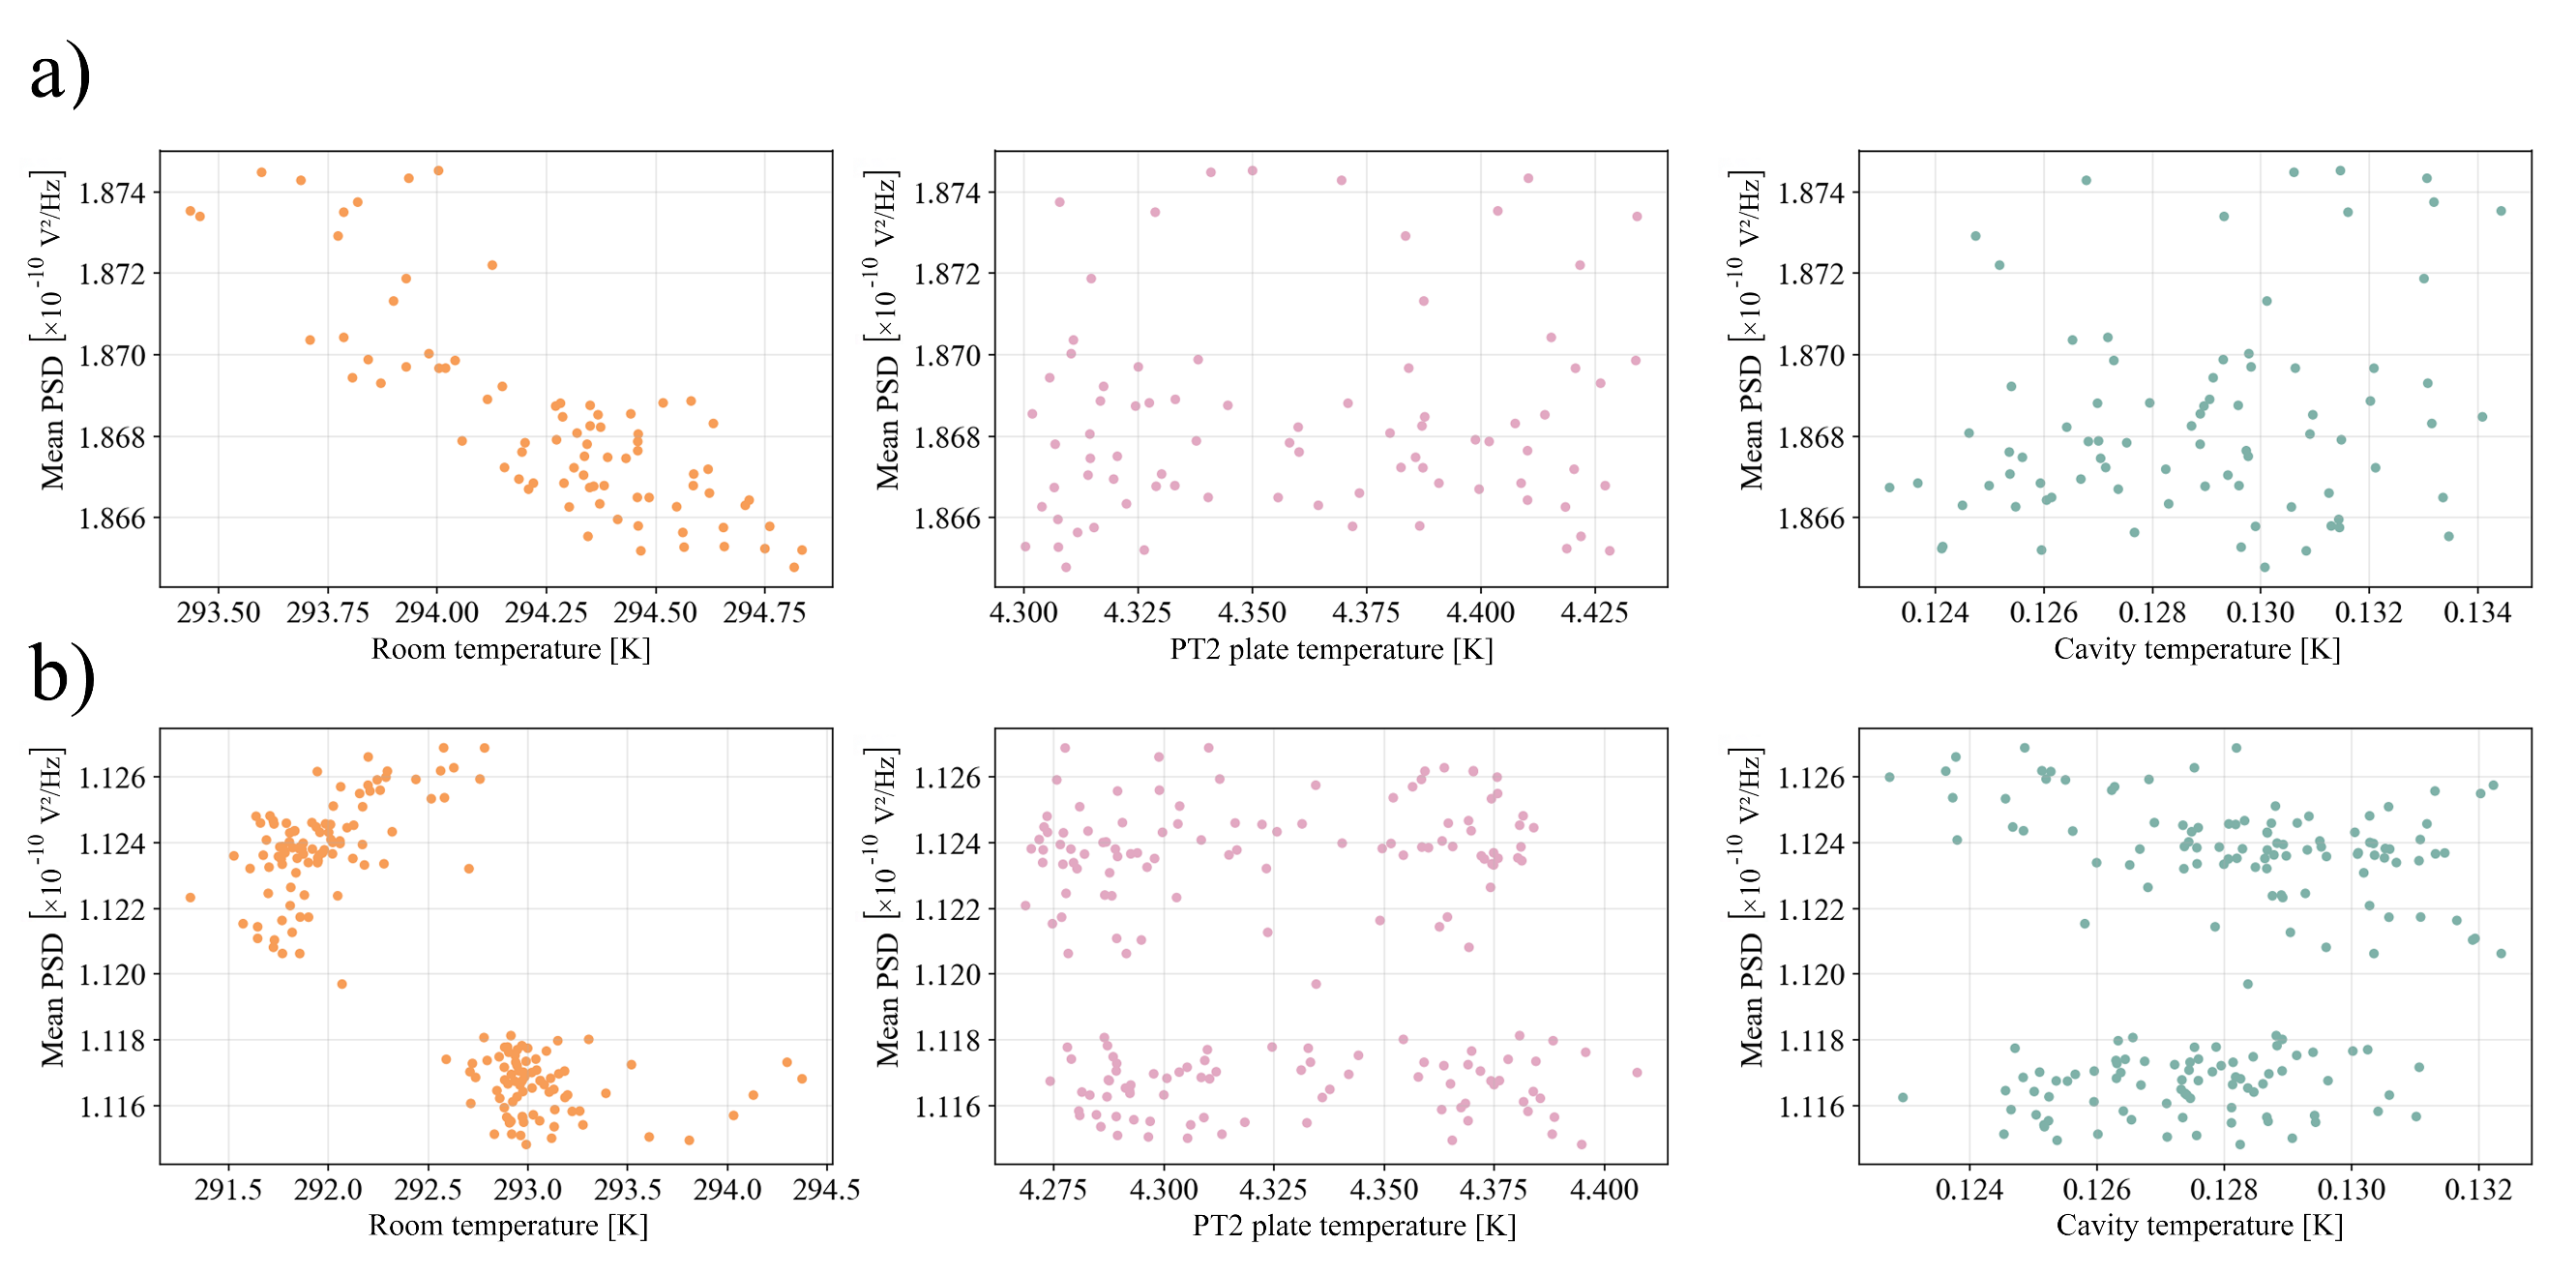 a)
Mean PSD [×10⁻¹⁰ V²/Hz]
1.874
1.872
1.870
1.868
1.866
293.50 293.75 294.00 294.25 294.50 294.75
Room temperature [K]
Mean PSD [×10⁻¹⁰ V²/Hz]
1.874
1.872
1.870
1.868
1.866
4.300 4.325 4.350 4.375 4.400 4.425
PT2 plate temperature [K]
Mean PSD [×10⁻¹⁰ V²/Hz]
1.874
1.872
1.870
1.868
1.866
0.124 0.126 0.128 0.130 0.132 0.134
Cavity temperature [K]
b)
Mean PSD [×10⁻¹⁰ V²/Hz]
1.126
1.124
1.122
1.120
1.118
1.116
291.5 292.0 292.5 293.0 293.5 294.0 294.5
Room temperature [K]
Mean PSD [×10⁻¹⁰ V²/Hz]
1.126
1.124
1.122
1.120
1.118
1.116
4.275 4.300 4.325 4.350 4.375 4.400
PT2 plate temperature [K]
Mean PSD [×10⁻¹⁰ V²/Hz]
1.126
1.124
1.122
1.120
1.118
1.116
0.124 0.126 0.128 0.130 0.132
Cavity temperature [K]